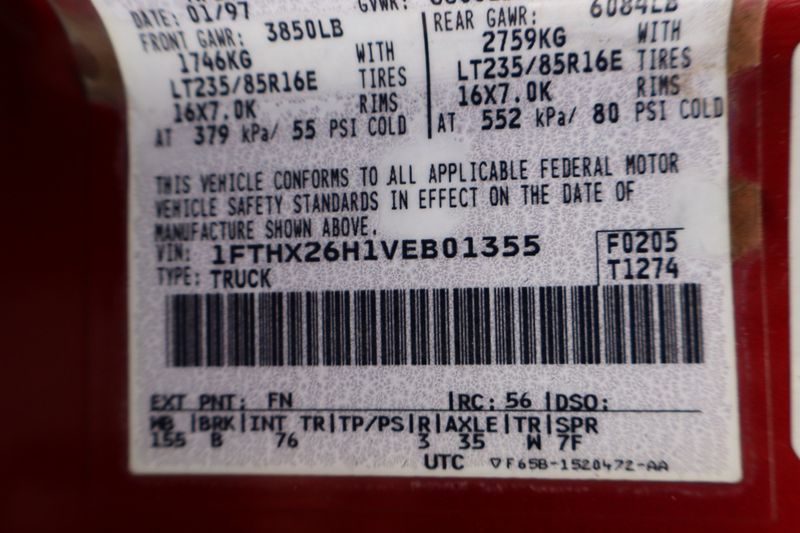 DATE: 01/97
GVWR:
FRONT GAWR: 3850LB
1746KG WITH
LT235/85R16E TIRES
16X7.0K RIMS
AT 379 kPa/ 55 PSI COLD
REAR GAWR: 6084LB
2759KG WITH
LT235/85R16E TIRES
16X7.0K RIMS
AT 552 kPa/ 80 PSI COLD
THIS VEHICLE CONFORMS TO ALL APPLICABLE FEDERAL MOTOR
VEHICLE SAFETY STANDARDS IN EFFECT ON THE DATE OF
MANUFACTURE SHOWN ABOVE.
VIN: 1FTHX26H1VEB01355 F0205
TYPE: TRUCK T1274
EXT PNT: FN |RC: 56 |DSO:
WB |BRK|INT TR|TP/PS|R|AXLE|TR|SPR
155 B 76 3 35 W 7F
UTC ▽F65B-1520472-AA